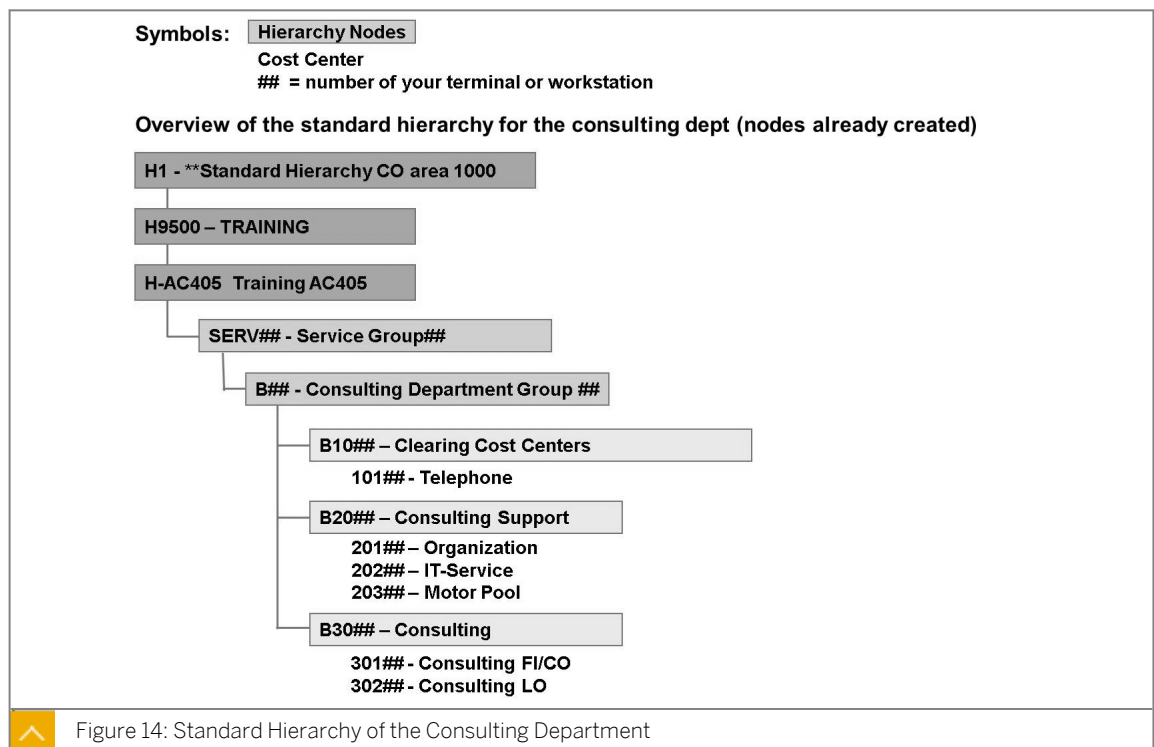 Symbols: Hierarchy Nodes
Cost Center
## = number of your terminal or workstation
Overview of the standard hierarchy for the consulting dept (nodes already created)
H1 - **Standard Hierarchy CO area 1000
H9500 – TRAINING
H-AC405 Training AC405
SERV## - Service Group##
B## - Consulting Department Group ##
B10## – Clearing Cost Centers
101## - Telephone
B20## – Consulting Support
201## – Organization
202## – IT-Service
203## – Motor Pool
B30## – Consulting
301## - Consulting FI/CO
302## - Consulting LO
Figure 14: Standard Hierarchy of the Consulting Department